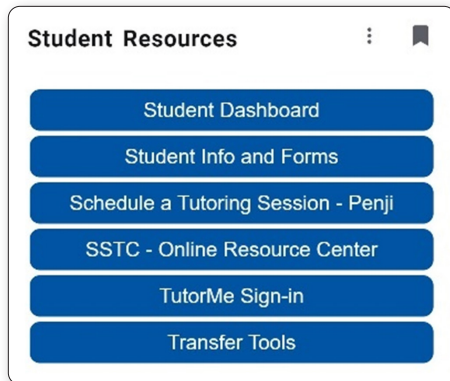 Student Resources
Student Dashboard
Student Info and Forms
Schedule a Tutoring Session - Penji
SSTC - Online Resource Center
TutorMe Sign-in
Transfer Tools